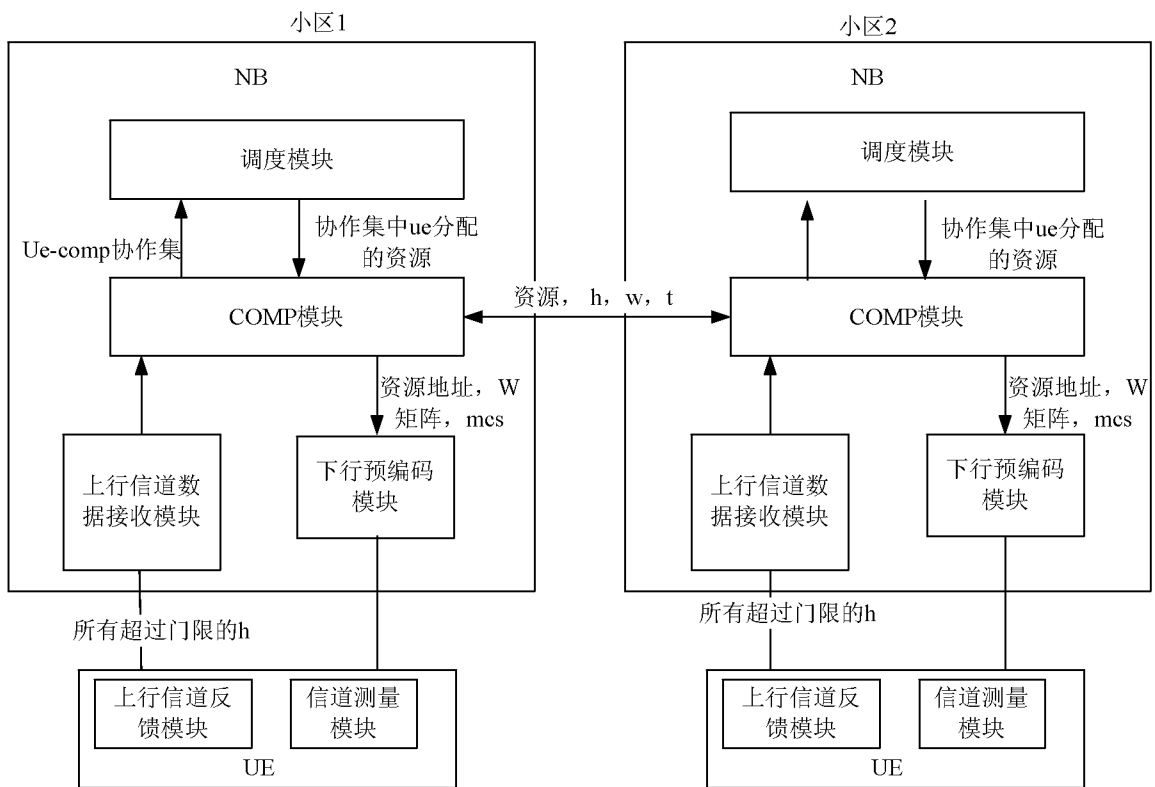 小区1
NB
调度模块
Ue-comp协作集
协作集中ue分配
的资源
COMP模块
资源地址，W
矩阵，mcs
上行信道数
据接收模块
下行预编码
模块
所有超过门限的h
上行信道反
馈模块
信道测量
模块
UE
资源，h，w，t
小区2
NB
调度模块
协作集中ue分配
的资源
COMP模块
资源地址，W
矩阵，mcs
上行信道数
据接收模块
下行预编码
模块
所有超过门限的h
上行信道反
馈模块
信道测量
模块
UE